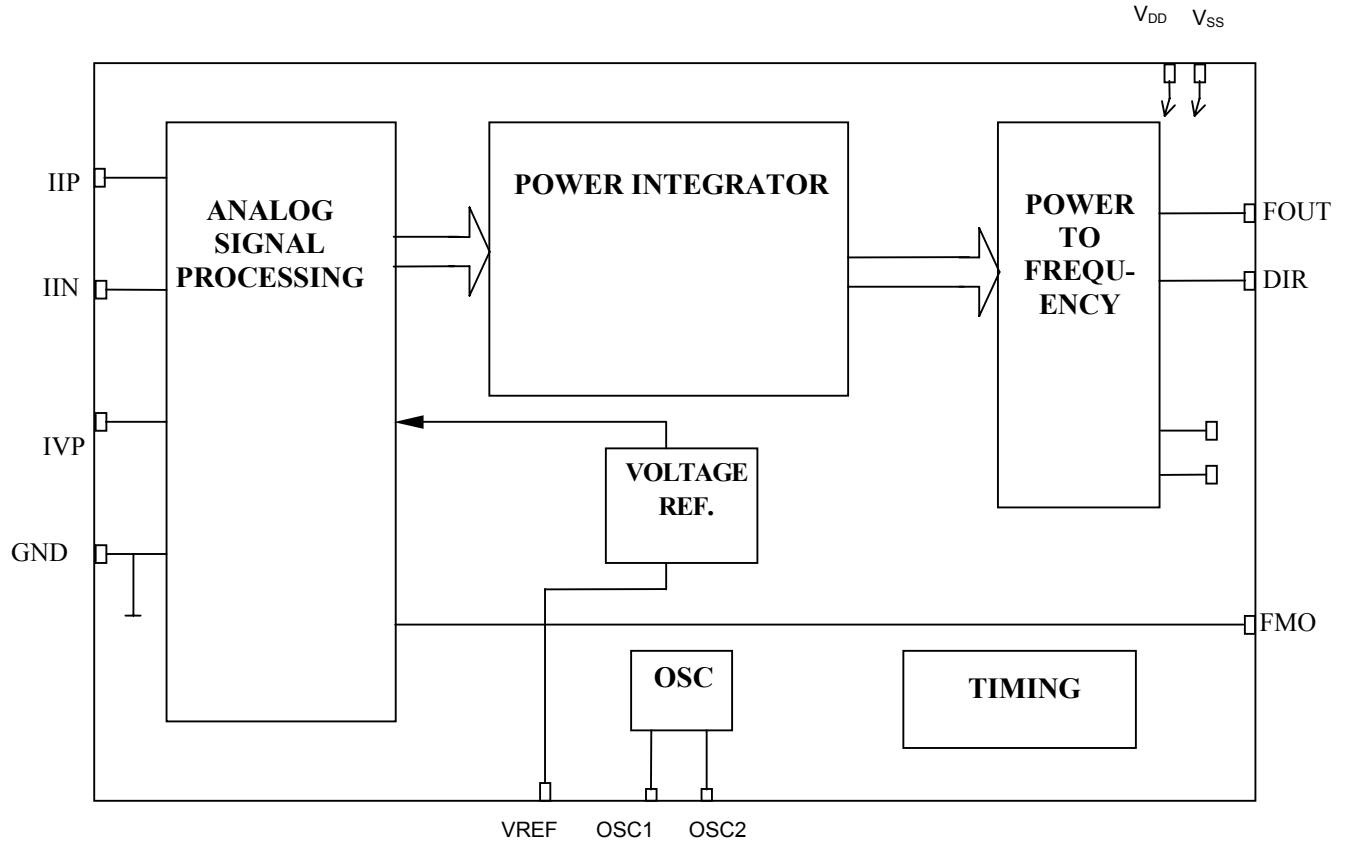 VDD VSS
IIP
IIN
IVP
GND
ANALOG
SIGNAL
PROCESSING
POWER INTEGRATOR
VOLTAGE
REF.
POWER
TO
FREQU-
ENCY
FOUT
DIR
FMO
OSC
TIMING
VREF OSC1 OSC2